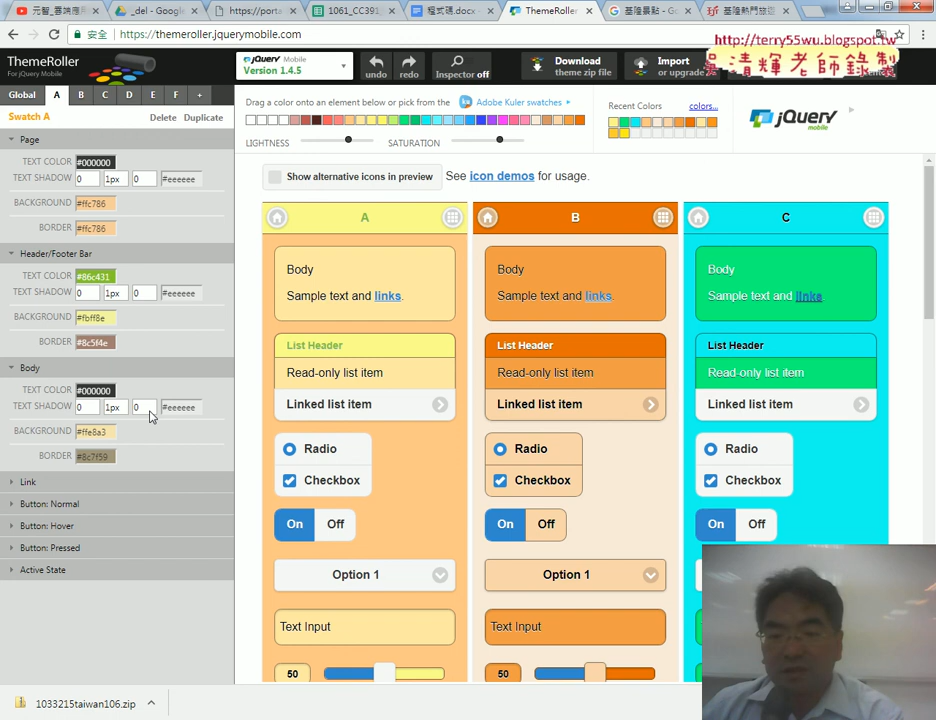 元智_雲端應用
_del - Google
https://porta
1061_CC391
程式碼.docx
ThemeRoller
基隆景點 - G
基隆熱門旅遊
安全 | https://themeroller.jquerymobile.com
http://terry55wu.blogspot.tw
吳清輝老師錄製
ThemeRoller
For jQuery Mobile
jQuery Mobile
Version 1.4.5
undo
redo
Inspector off
Download
theme zip file
Import
or upgrade
Global A B C D E F +
Swatch A
Delete Duplicate
Page
TEXT COLOR #000000
TEXT SHADOW 0 1px 0 #eeeeee
BACKGROUND #ffc786
BORDER #ffc786
Header/Footer Bar
TEXT COLOR #86c431
TEXT SHADOW 0 1px 0 #eeeeee
BACKGROUND #fbff8e
BORDER #8c5f4e
Body
TEXT COLOR #000000
TEXT SHADOW 0 1px 0 #eeeeee
BACKGROUND #ffe8a3
BORDER #8c7f59
Link
Button: Normal
Button: Hover
Button: Pressed
Active State
Drag a color onto an element below or pick from the Adobe Kuler swatches
LIGHTNESS
SATURATION
Recent Colors colors...
jQuery mobile
Show alternative icons in preview
See icon demos for usage.
A
Body
Sample text and links.
List Header
Read-only list item
Linked list item
Radio
Checkbox
On Off
Option 1
Text Input
50
B
Body
Sample text and links.
List Header
Read-only list item
Linked list item
Radio
Checkbox
On Off
Option 1
Text Input
50
C
Body
Sample text and links.
List Header
Read-only list item
Linked list item
Radio
Checkbox
On Off
1033215taiwan106.zip